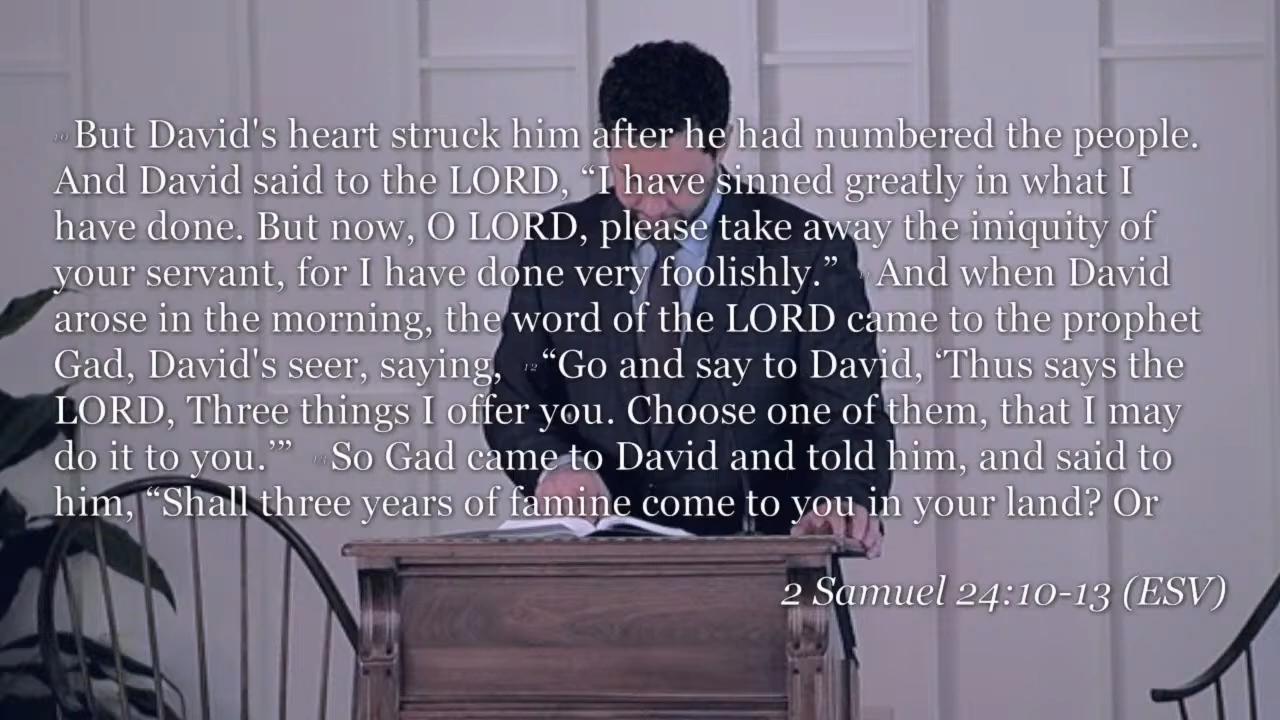 10 But David's heart struck him after he had numbered the people.
And David said to the LORD, “I have sinned greatly in what I
have done. But now, O LORD, please take away the iniquity of
your servant, for I have done very foolishly.” And when David
arose in the morning, the word of the LORD came to the prophet
Gad, David's seer, saying, 12 “Go and say to David, ‘Thus says the
LORD, Three things I offer you. Choose one of them, that I may
do it to you.’” So Gad came to David and told him, and said to
him, “Shall three years of famine come to you in your land? Or
2 Samuel 24:10-13 (ESV)